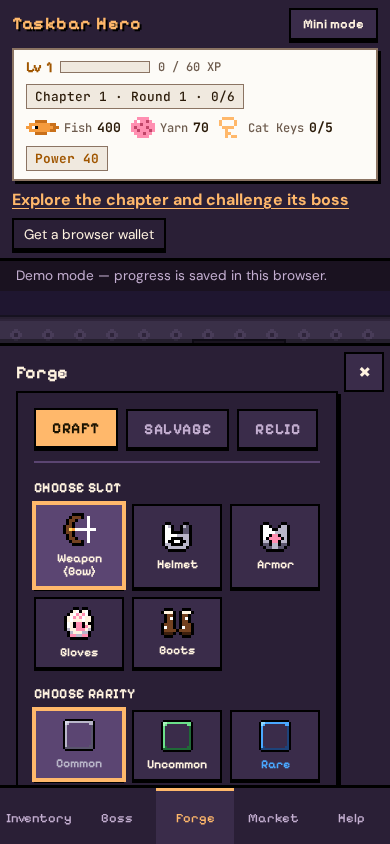 Taskbar Hero
Mini mode
Lv 1 0 / 60 XP
Chapter 1 · Round 1 · 0/6
Fish 400 Yarn 70 Cat Keys 0/5
Power 40
Explore the chapter and challenge its boss
Get a browser wallet
Demo mode — progress is saved in this browser.
Forge
CRAFT SALVAGE RELIC
CHOOSE SLOT
Weapon (Bow) Helmet Armor
Gloves Boots
CHOOSE RARITY
Common Uncommon Rare
Inventory Boss Forge Market Help